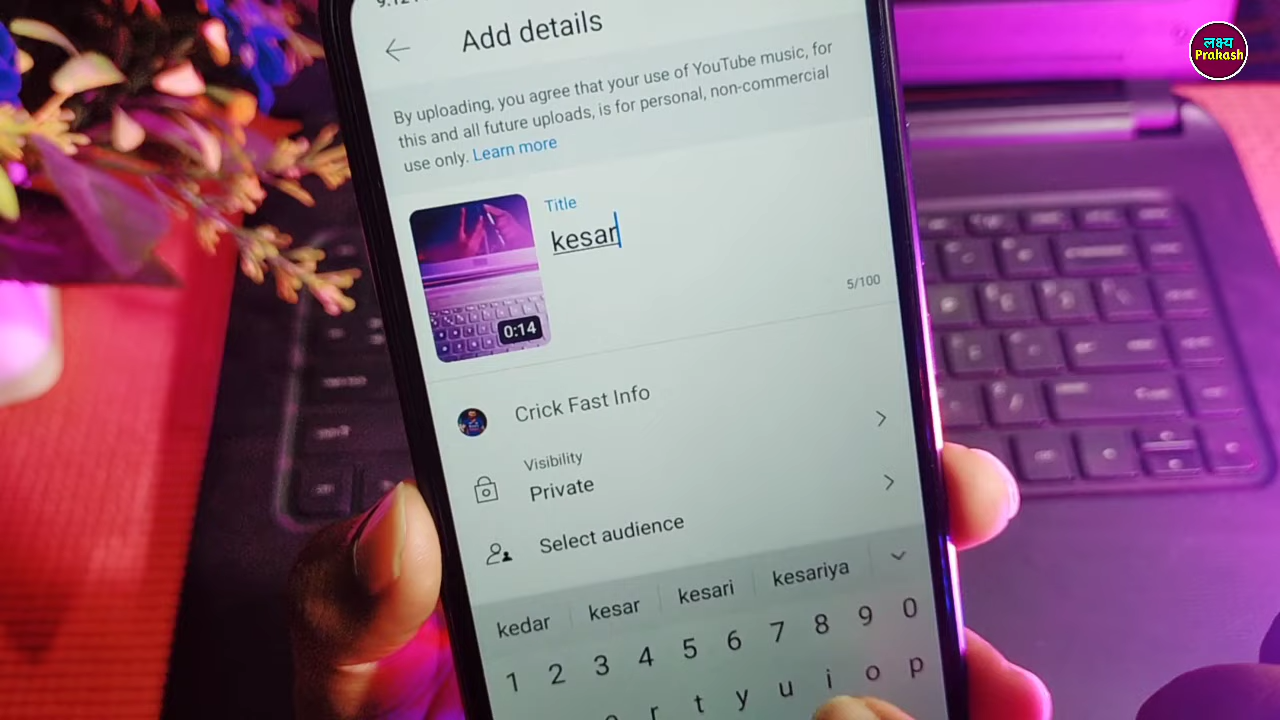 लक्ष्य
Prakash
Add details
By uploading, you agree that your use of YouTube music, for
this and all future uploads, is for personal, non-commercial
use only. Learn more
Title
kesar
5/100
0:14
Crick Fast Info
Visibility
Private
Select audience
kedar kesar kesari kesariya
1 2 3 4 5 6 7 8 9 0
r t y u i o p